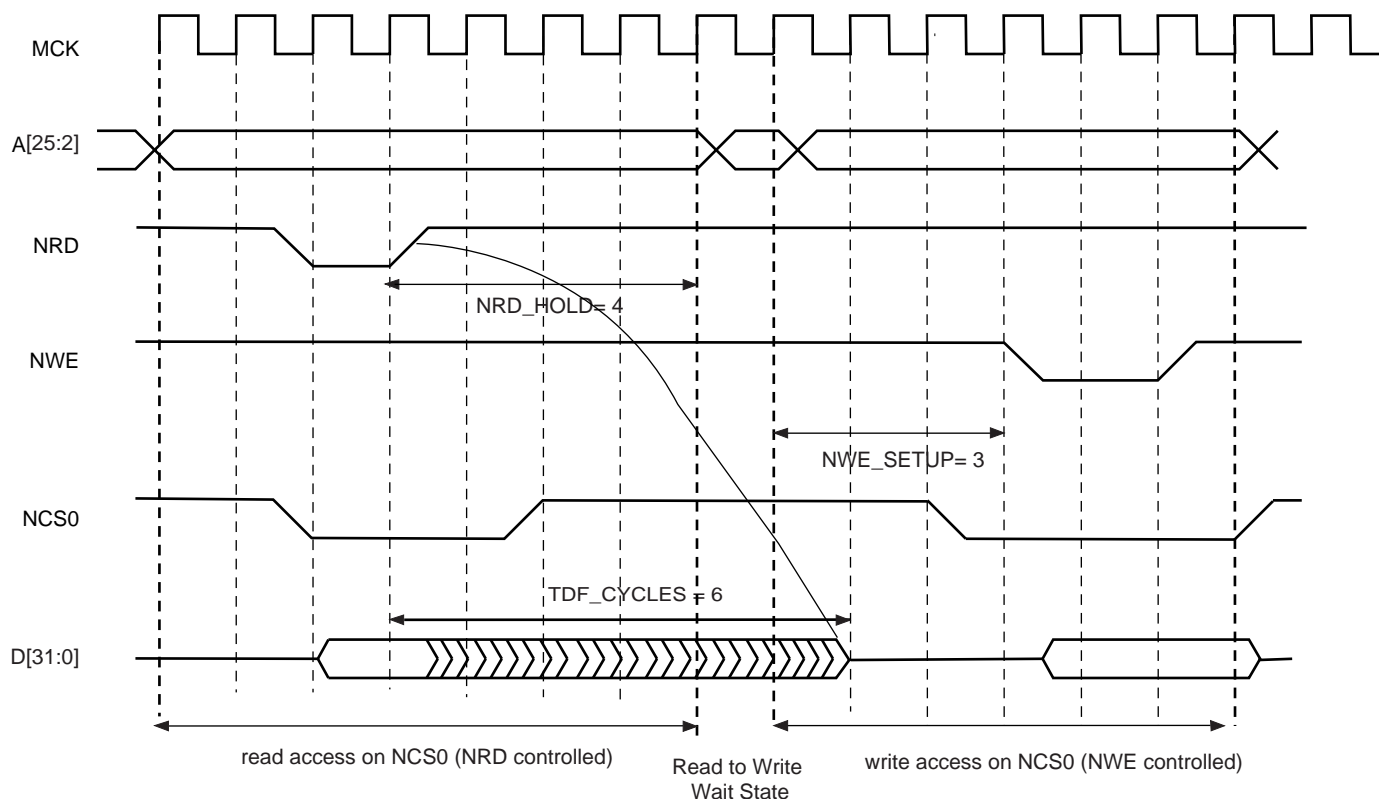 MCK
A[25:2]
NRD
NRD_HOLD= 4
NWE
NWE_SETUP= 3
NCS0
TDF_CYCLES = 6
D[31:0]
read access on NCS0 (NRD controlled)
Read to Write
Wait State
write access on NCS0 (NWE controlled)